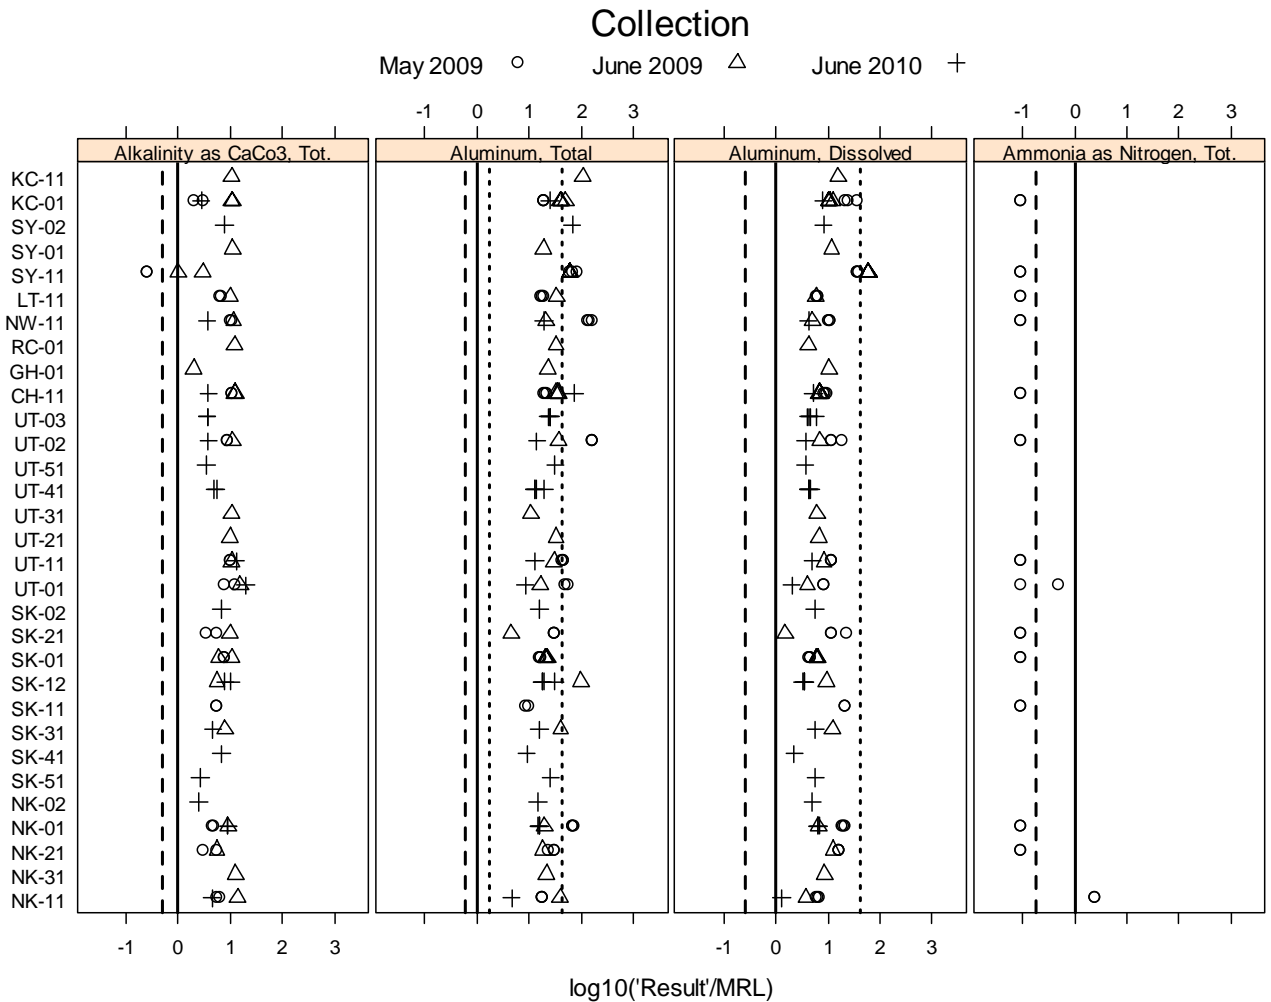 Collection
May 2009 June 2009 June 2010
-1 0 1 2 3 -1 0 1 2 3
Alkalinity as CaCo3, Tot. Aluminum, Total Aluminum, Dissolved Ammonia as Nitrogen, Tot.
KC-11
KC-01
SY-02
SY-01
SY-11
LT-11
NW-11
RC-01
GH-01
CH-11
UT-03
UT-02
UT-51
UT-41
UT-31
UT-21
UT-11
UT-01
SK-02
SK-21
SK-01
SK-12
SK-11
SK-31
SK-41
SK-51
NK-02
NK-01
NK-21
NK-31
NK-11
-1 0 1 2 3 -1 0 1 2 3
log10('Result'/MRL)